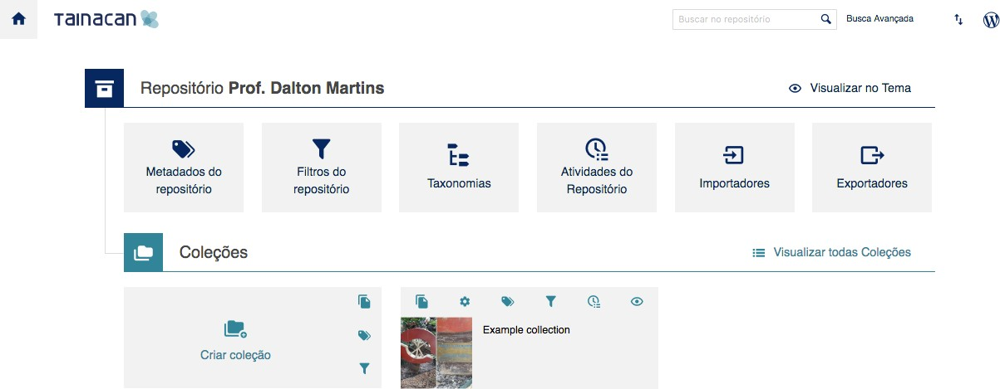 TAINACAN
Buscar no repositório
Busca Avançada
Repositório Prof. Dalton Martins
Visualizar no Tema
Metadados do
repositório
Filtros do
repositório
Taxonomias
Atividades do
Repositório
Importadores
Exportadores
Coleções
Visualizar todas Coleções
Criar coleção
Example collection